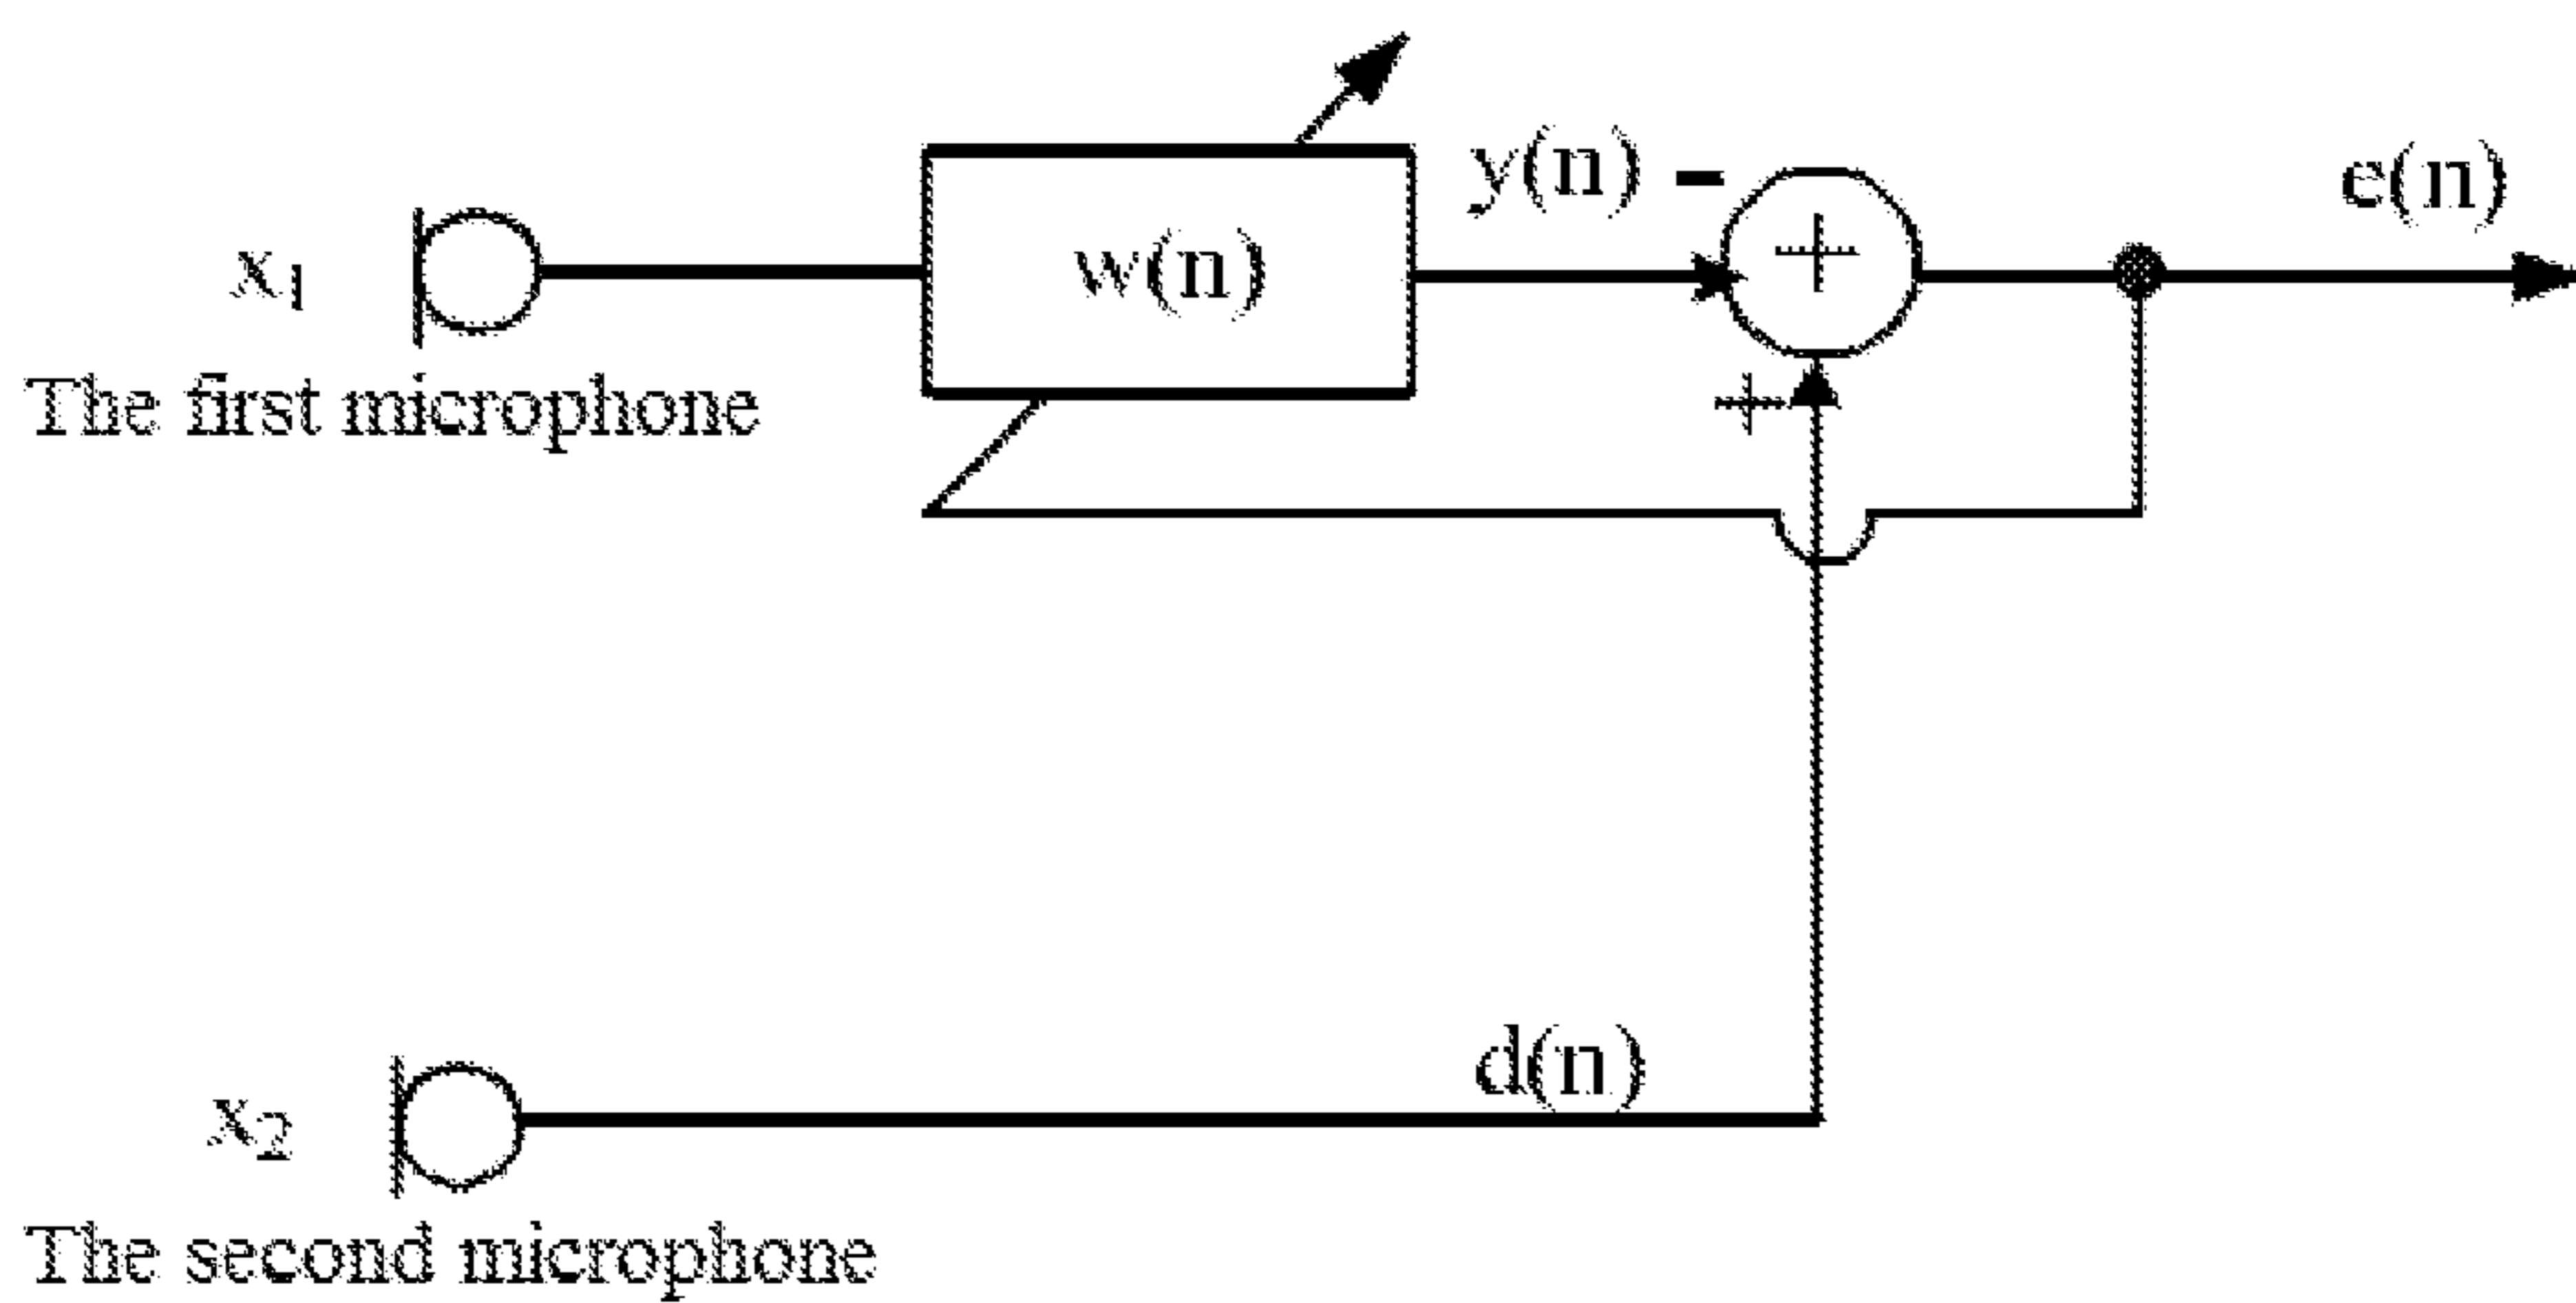 y(n) -
e(n)
x₁
w(n)
+
The first microphone
+
d(n)
x₂
The second microphone